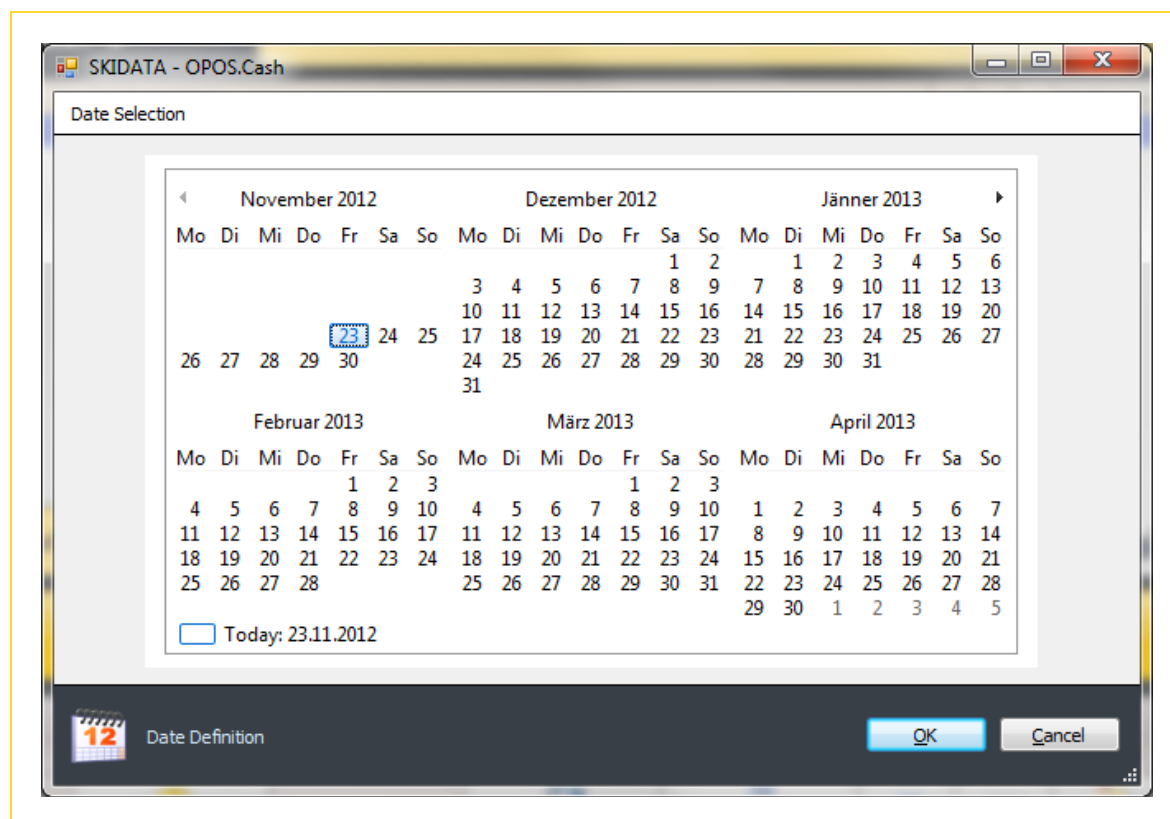 SKIDATA - OPOS.Cash
Date Selection
November 2012 Dezember 2012 Jänner 2013
Mo Di Mi Do Fr Sa So Mo Di Mi Do Fr Sa So Mo Di Mi Do Fr Sa So
1 2 1 2 3 4 5 6
3 4 5 6 7 8 9 7 8 9 10 11 12 13
10 11 12 13 14 15 16 14 15 16 17 18 19 20
23 24 25 17 18 19 20 21 22 23 21 22 23 24 25 26 27
26 27 28 29 30 24 25 26 27 28 29 30 28 29 30 31
31
Februar 2013 März 2013 April 2013
Mo Di Mi Do Fr Sa So Mo Di Mi Do Fr Sa So Mo Di Mi Do Fr Sa So
1 2 3 1 2 3
4 5 6 7 8 9 10 4 5 6 7 8 9 10 1 2 3 4 5 6 7
11 12 13 14 15 16 17 11 12 13 14 15 16 17 8 9 10 11 12 13 14
18 19 20 21 22 23 24 18 19 20 21 22 23 24 15 16 17 18 19 20 21
25 26 27 28 25 26 27 28 29 30 31 22 23 24 25 26 27 28
29 30 1 2 3 4 5
Today: 23.11.2012
12 Date Definition OK Cancel